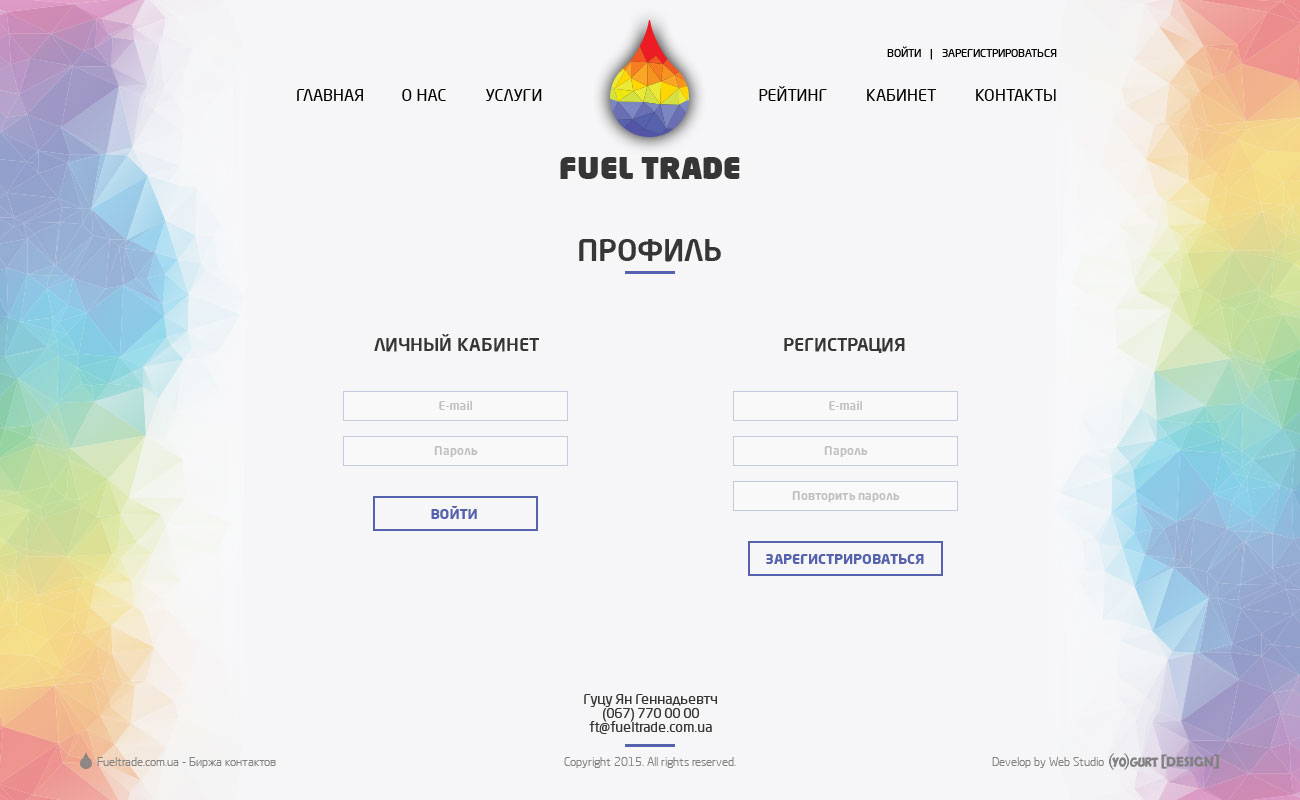 ВОЙТИ | ЗАРЕГИСТРИРОВАТЬСЯ
ГЛАВНАЯ О НАС УСЛУГИ РЕЙТИНГ КАБИНЕТ КОНТАКТЫ
FUEL TRADE
ПРОФИЛЬ
ЛИЧНЫЙ КАБИНЕТ
E-mail
Пароль
ВОЙТИ
РЕГИСТРАЦИЯ
E-mail
Пароль
Повторить пароль
ЗАРЕГИСТРИРОВАТЬСЯ
Гуцу Ян Геннадьевтч
(067) 770 00 00
ft@fueltrade.com.ua
Fueltrade.com.ua - Биржа контактов
Copyright 2015. All rights reserved.
Develop by Web Studio (YO)GURT [DESIGN]